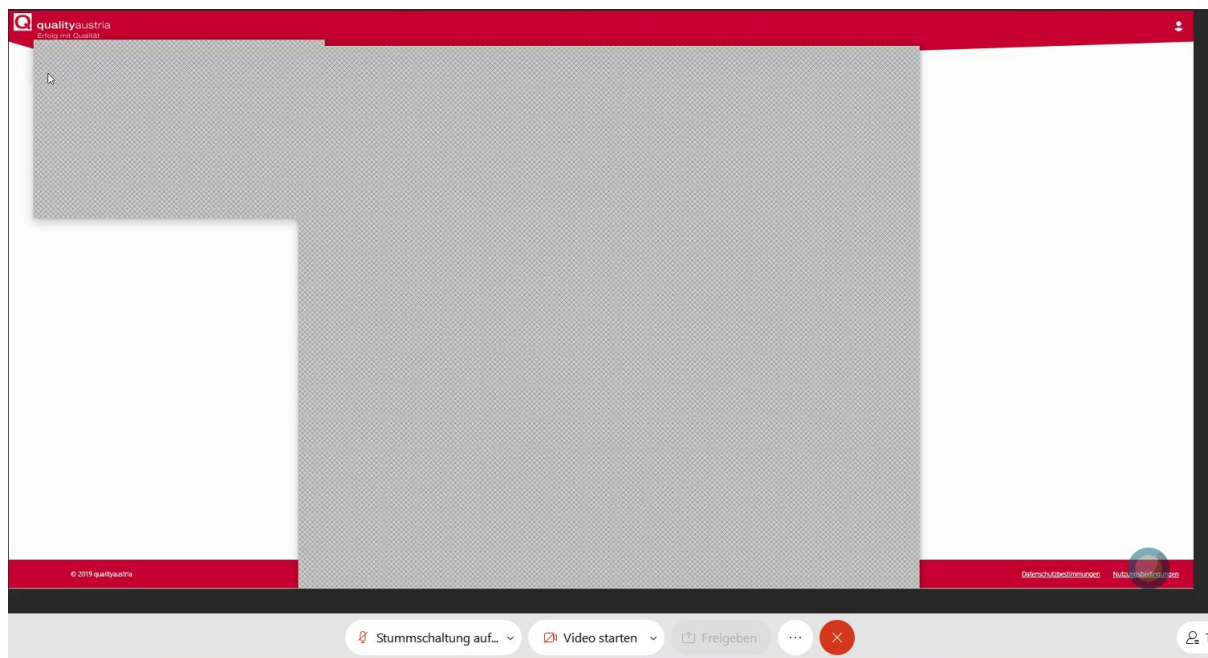 Q qualityaustria
Erfolg mit Qualität
© 2019 qualityaustria
Datenschutzbestimmungen Nutzungsbedingungen
Stummschaltung auf... Video starten Freigeben ...